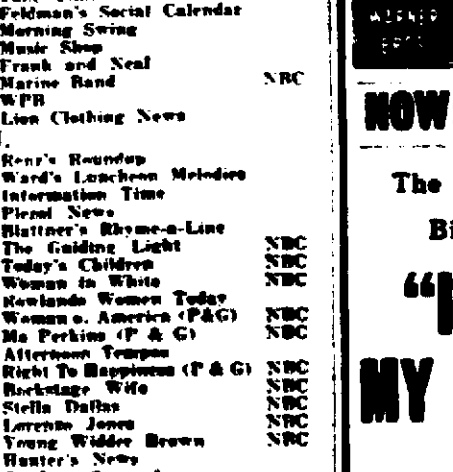 Feldman's Social Calendar
Morning Swing
Music Shop
Frank and Neal
Marine Band NBC
WPB
Lion Clothing News
Rear's Roundup
Ward's Luncheon Melodies
Information Time
News
Blattner's Rhyme-a-Line
The Guiding Light NBC
Today's Children NBC
Woman in White NBC
Rowlands Women Today
Woman o. America (P&G) NBC
Ma Perkins (P & G) NBC
Afternoon Tempos
Right To Happiness (P & G) NBC
Backstage Wife NBC
Stella Dallas NBC
Lorenzo Jones NBC
Young Widder Brown NBC
Hunter's News
NOW
The
Bi
"
MY